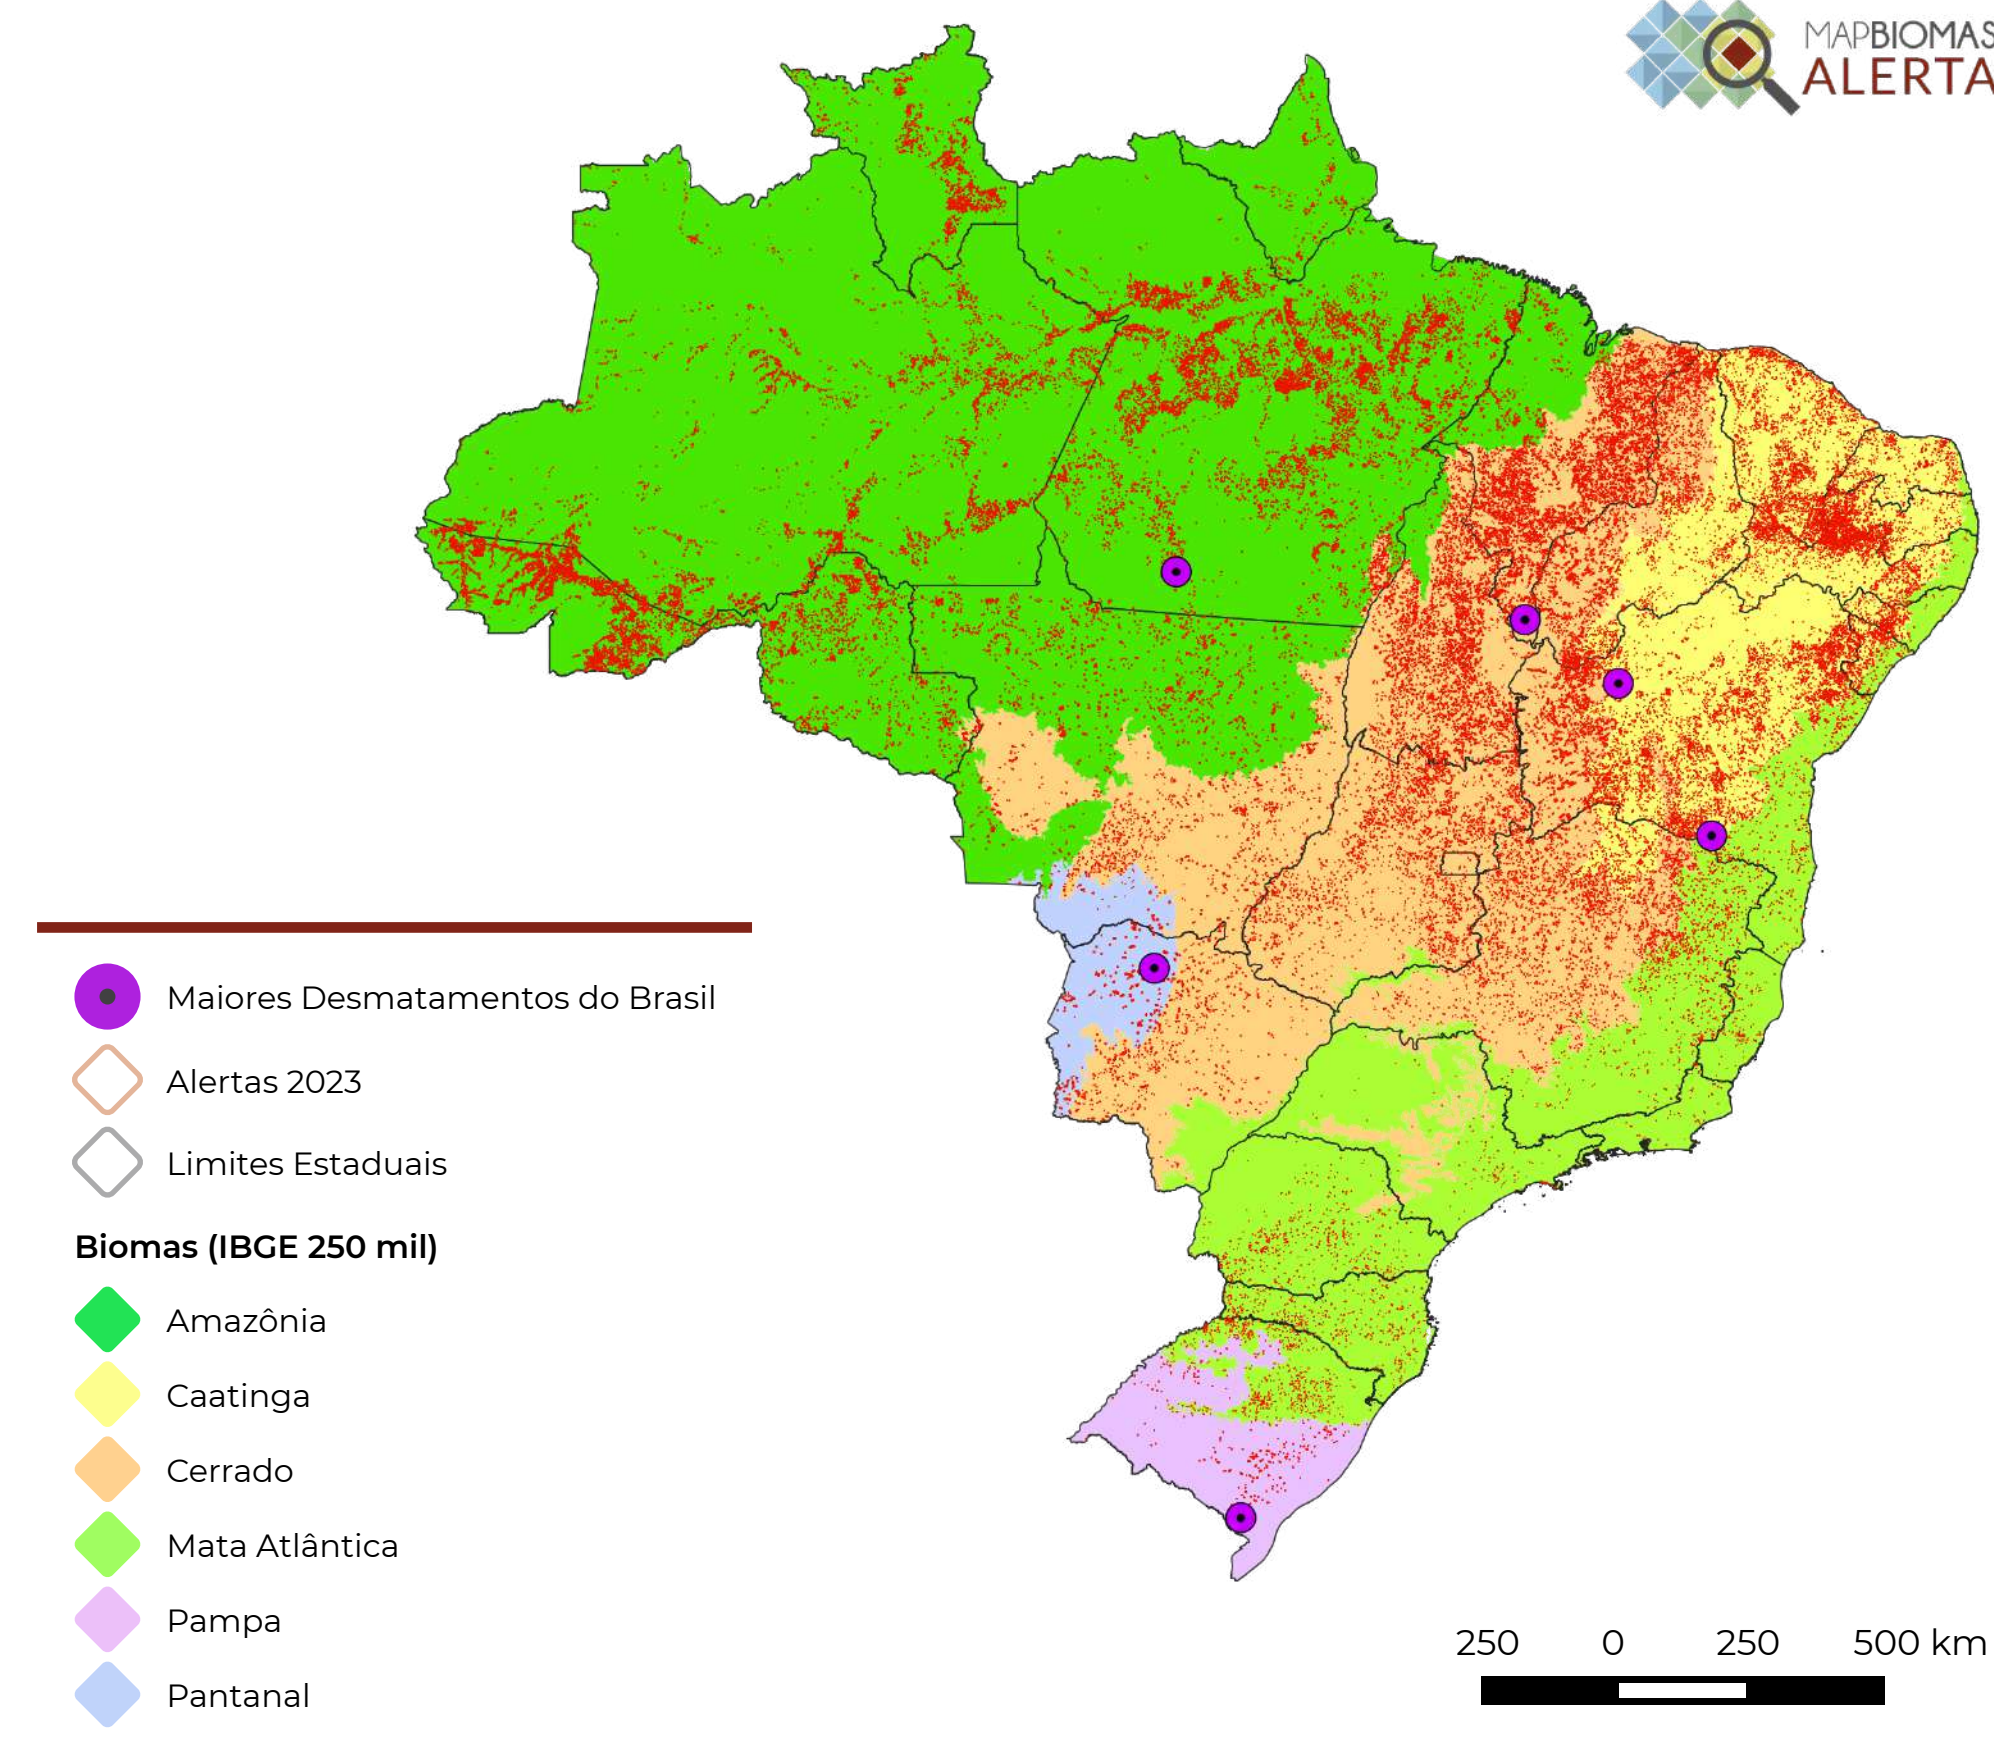 MAPBIOMAS
ALERTA
Maiores Desmatamentos do Brasil
Alertas 2023
Limites Estaduais
Biomas (IBGE 250 mil)
Amazônia
Caatinga
Cerrado
Mata Atlântica
Pampa
Pantanal
250 0 250 500 km